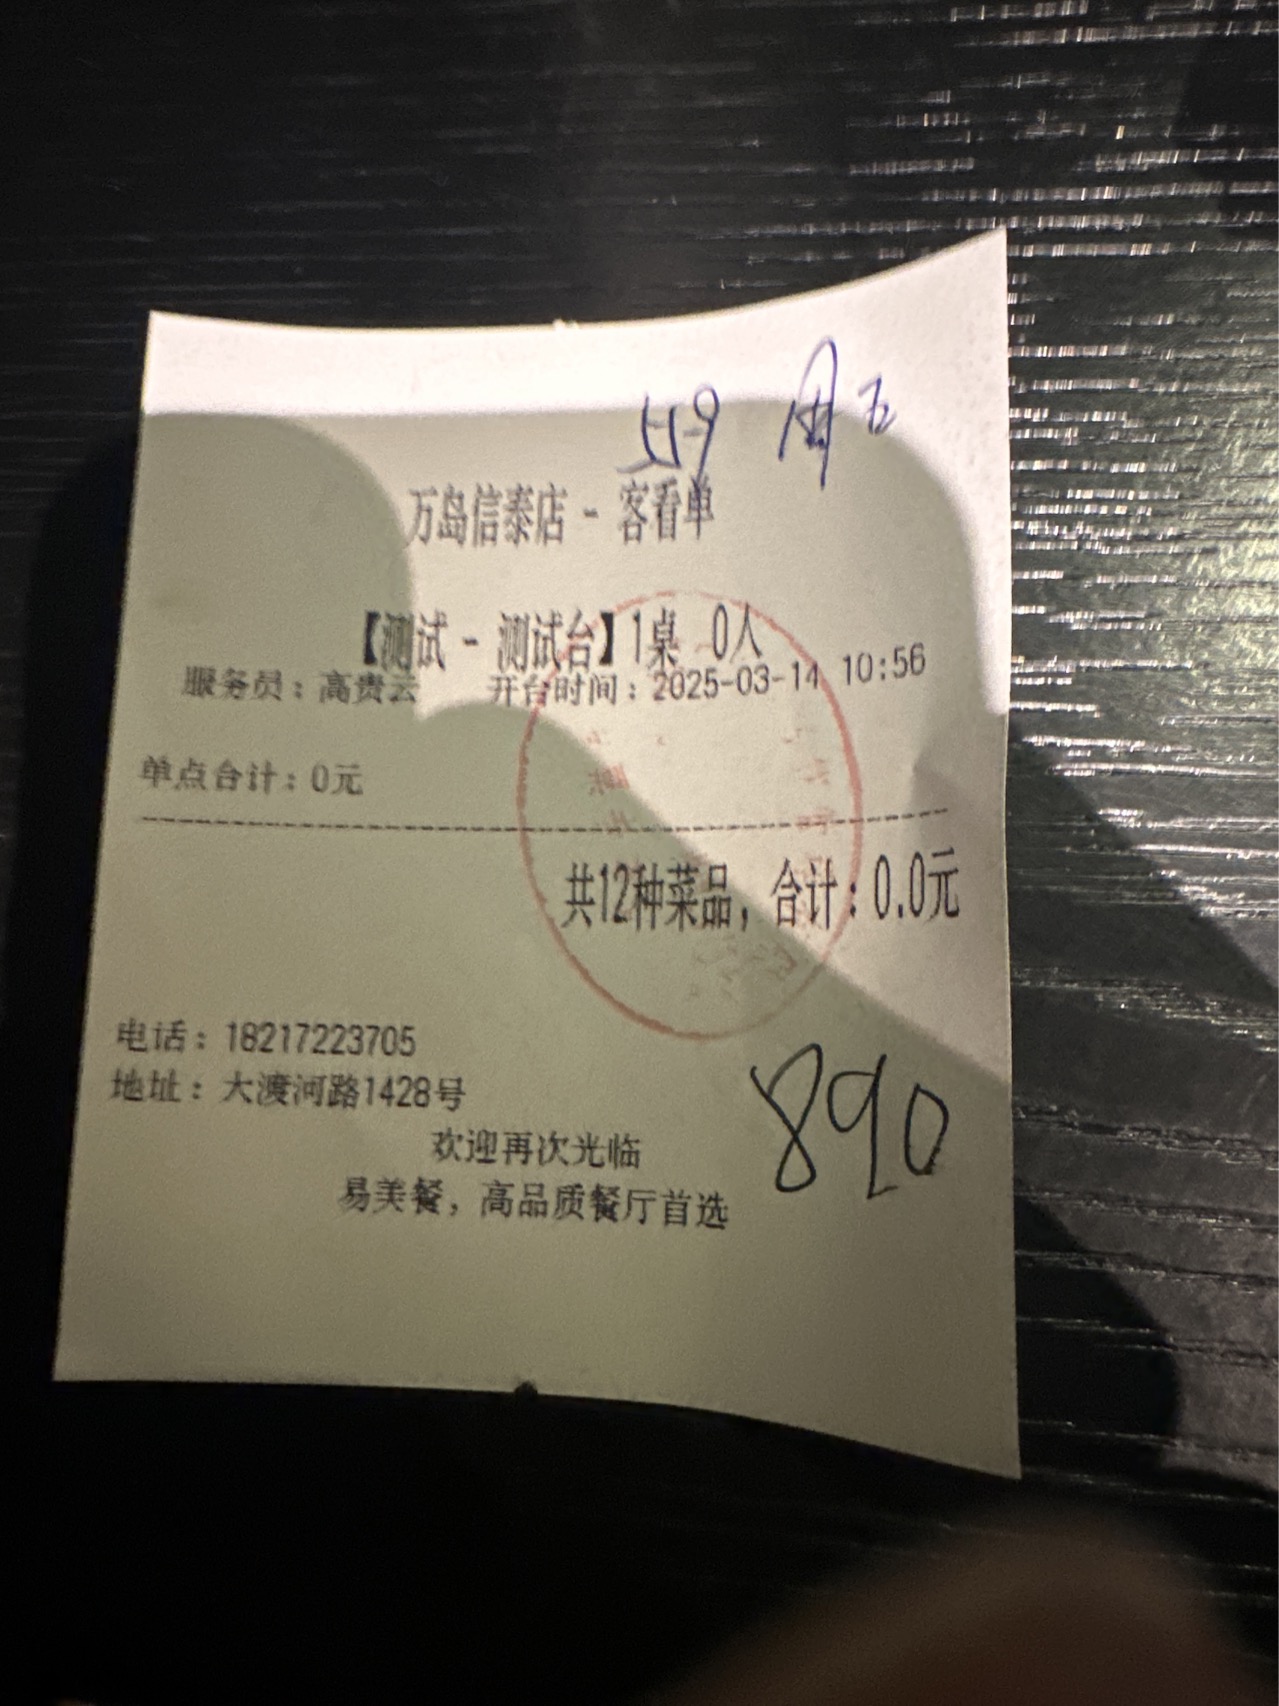 周五
万岛信泰店 - 客看单
【测试 - 测试台】1桌 0人
服务员：高贵云 开台时间：2025-03-14 10:56
单点合计：0元
共12种菜品，合计：0.0元
电话：18217223705
地址：大渡河路1428号
890
欢迎再次光临
易美餐，高品质餐厅首选